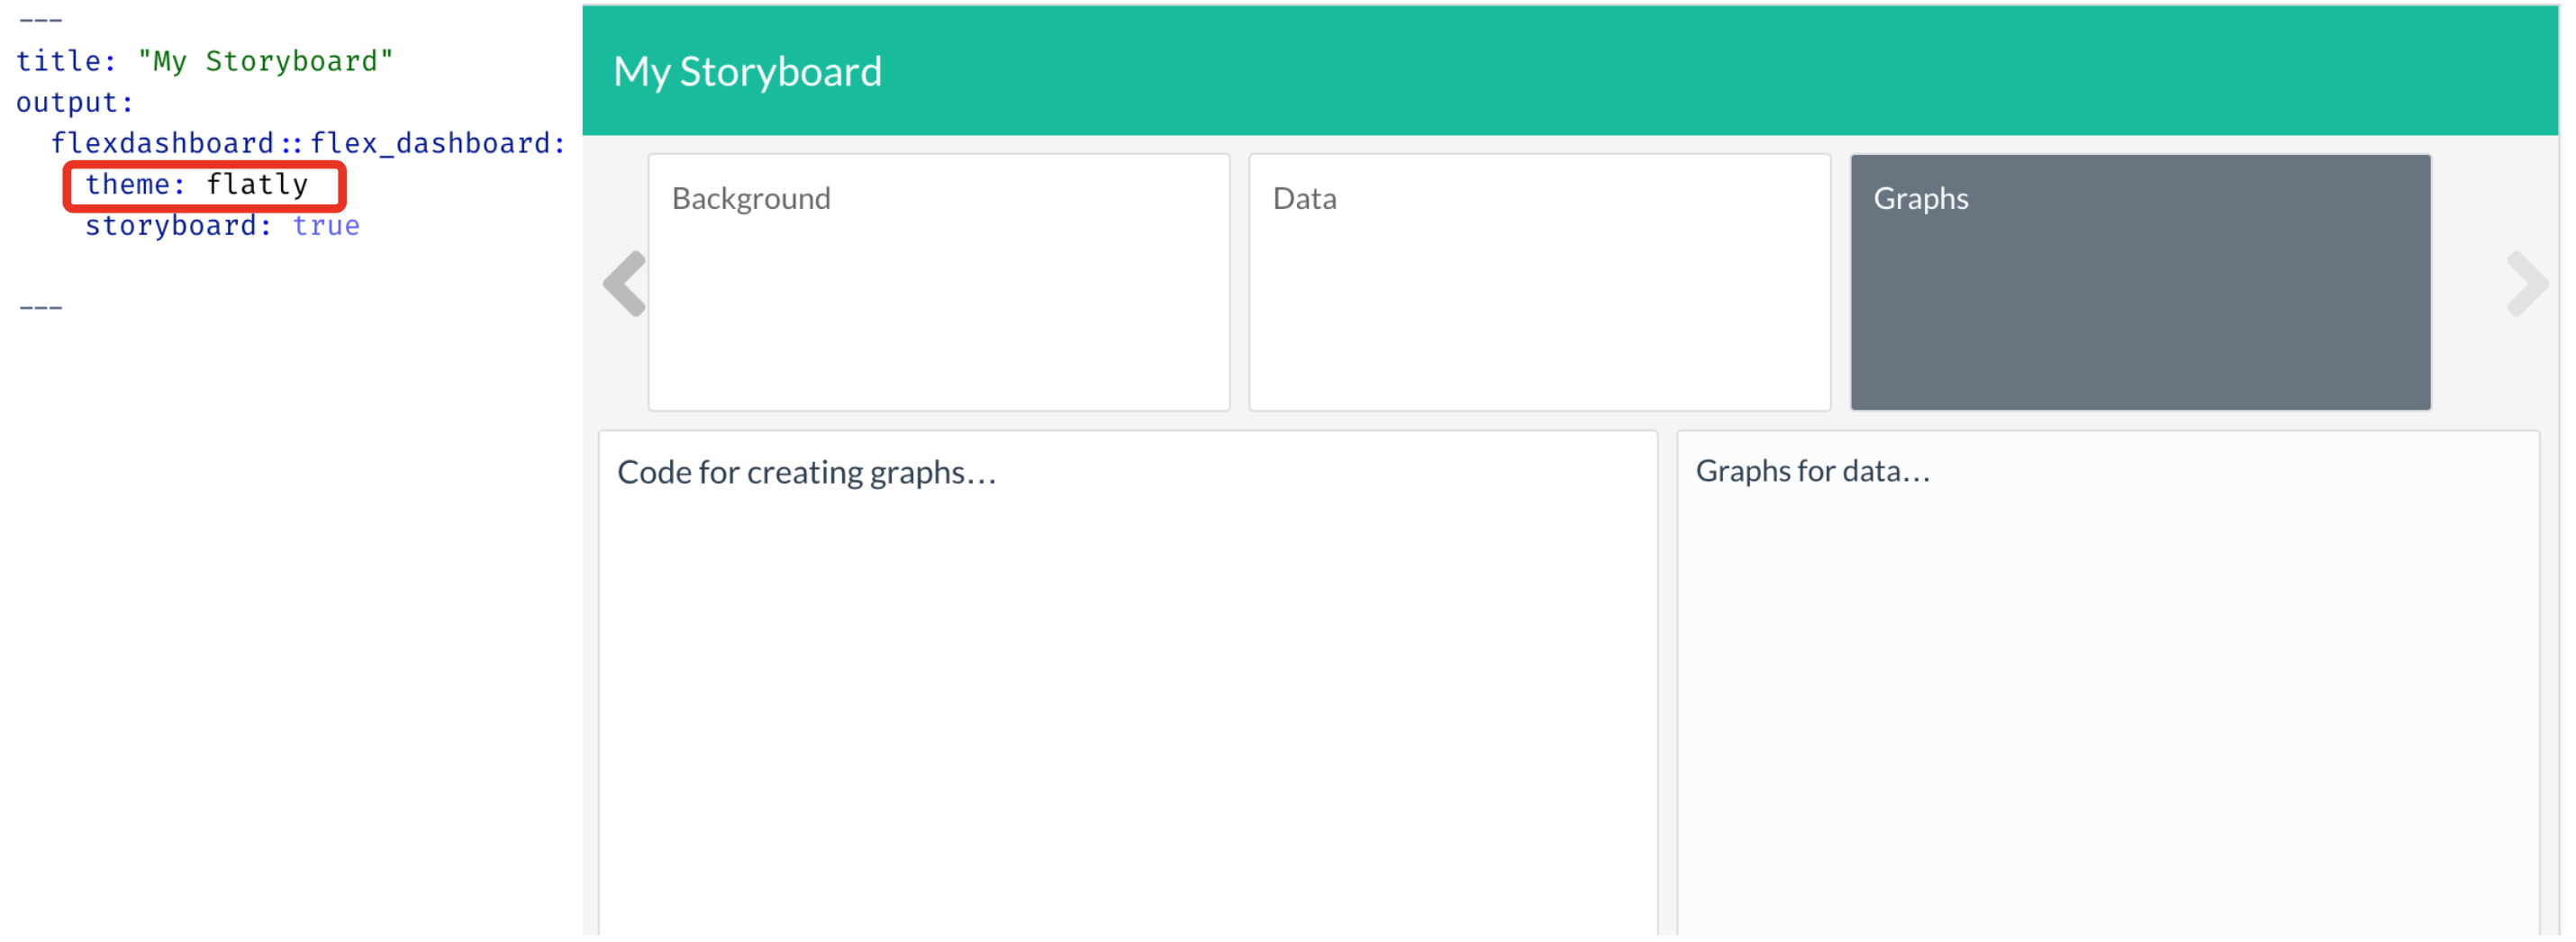 ---
title: "My Storyboard"
output:
flexdashboard::flex_dashboard:
theme: flatly
storyboard: true
---
My Storyboard
Background
Data
Graphs
Code for creating graphs…
Graphs for data…